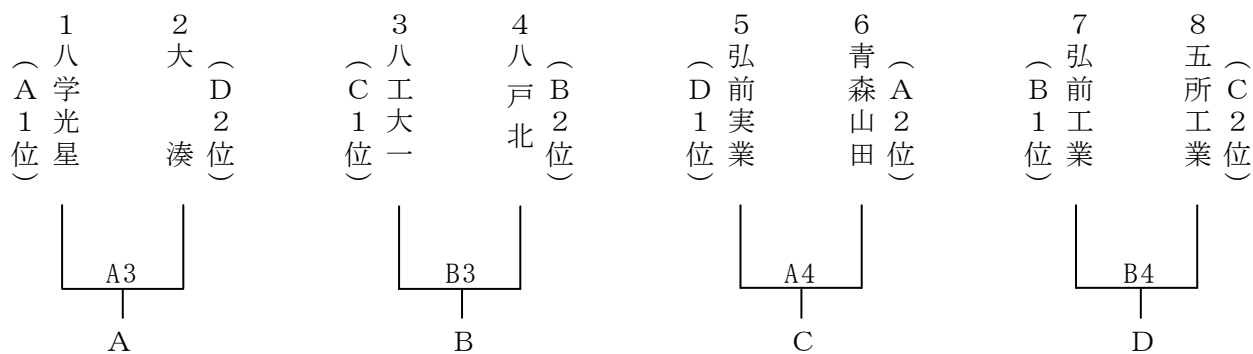 1八学光星
（A1位）
2大湊
（D2位）
3八工大一
（C1位）
4八戸北
（B2位）
5弘前実業
（D1位）
6青森山田
（A2位）
7弘前工業
（B1位）
8五所工業
（C2位）
A3
B3
A4
B4
A
B
C
D